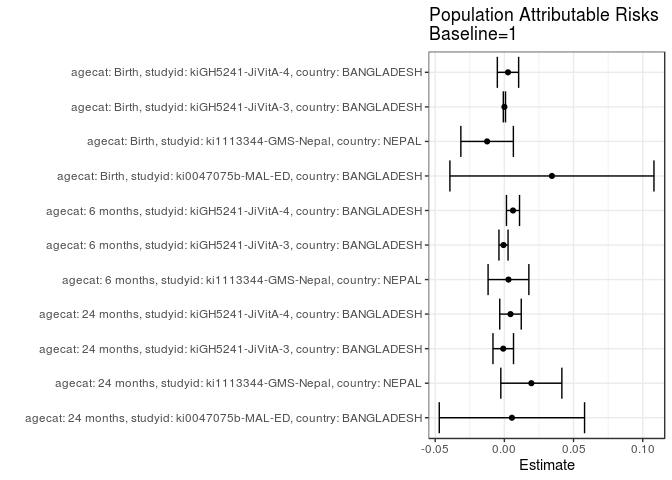 Population Attributable Risks
Baseline=1
agecat: Birth, studyid: kiGH5241-JiVitA-4, country: BANGLADESH
agecat: Birth, studyid: kiGH5241-JiVitA-3, country: BANGLADESH
agecat: Birth, studyid: ki1113344-GMS-Nepal, country: NEPAL
agecat: Birth, studyid: ki0047075b-MAL-ED, country: BANGLADESH
agecat: 6 months, studyid: kiGH5241-JiVitA-4, country: BANGLADESH
agecat: 6 months, studyid: kiGH5241-JiVitA-3, country: BANGLADESH
agecat: 6 months, studyid: ki1113344-GMS-Nepal, country: NEPAL
agecat: 24 months, studyid: kiGH5241-JiVitA-4, country: BANGLADESH
agecat: 24 months, studyid: kiGH5241-JiVitA-3, country: BANGLADESH
agecat: 24 months, studyid: ki1113344-GMS-Nepal, country: NEPAL
agecat: 24 months, studyid: ki0047075b-MAL-ED, country: BANGLADESH
-0.05 0.00 0.05 0.10
Estimate